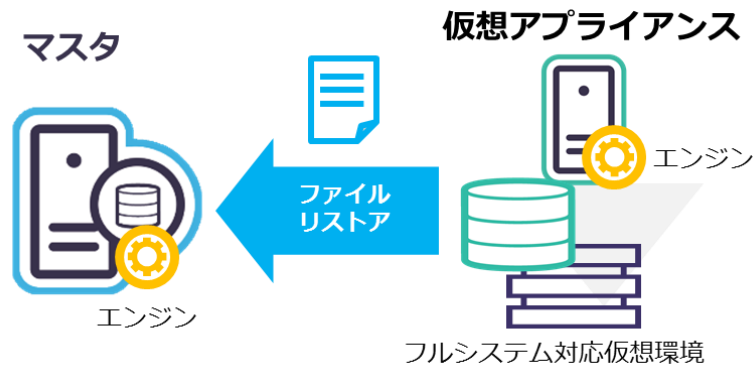 マスタ
仮想アプライアンス
エンジン
ファイル
リストア
エンジン
フルシステム対応仮想環境